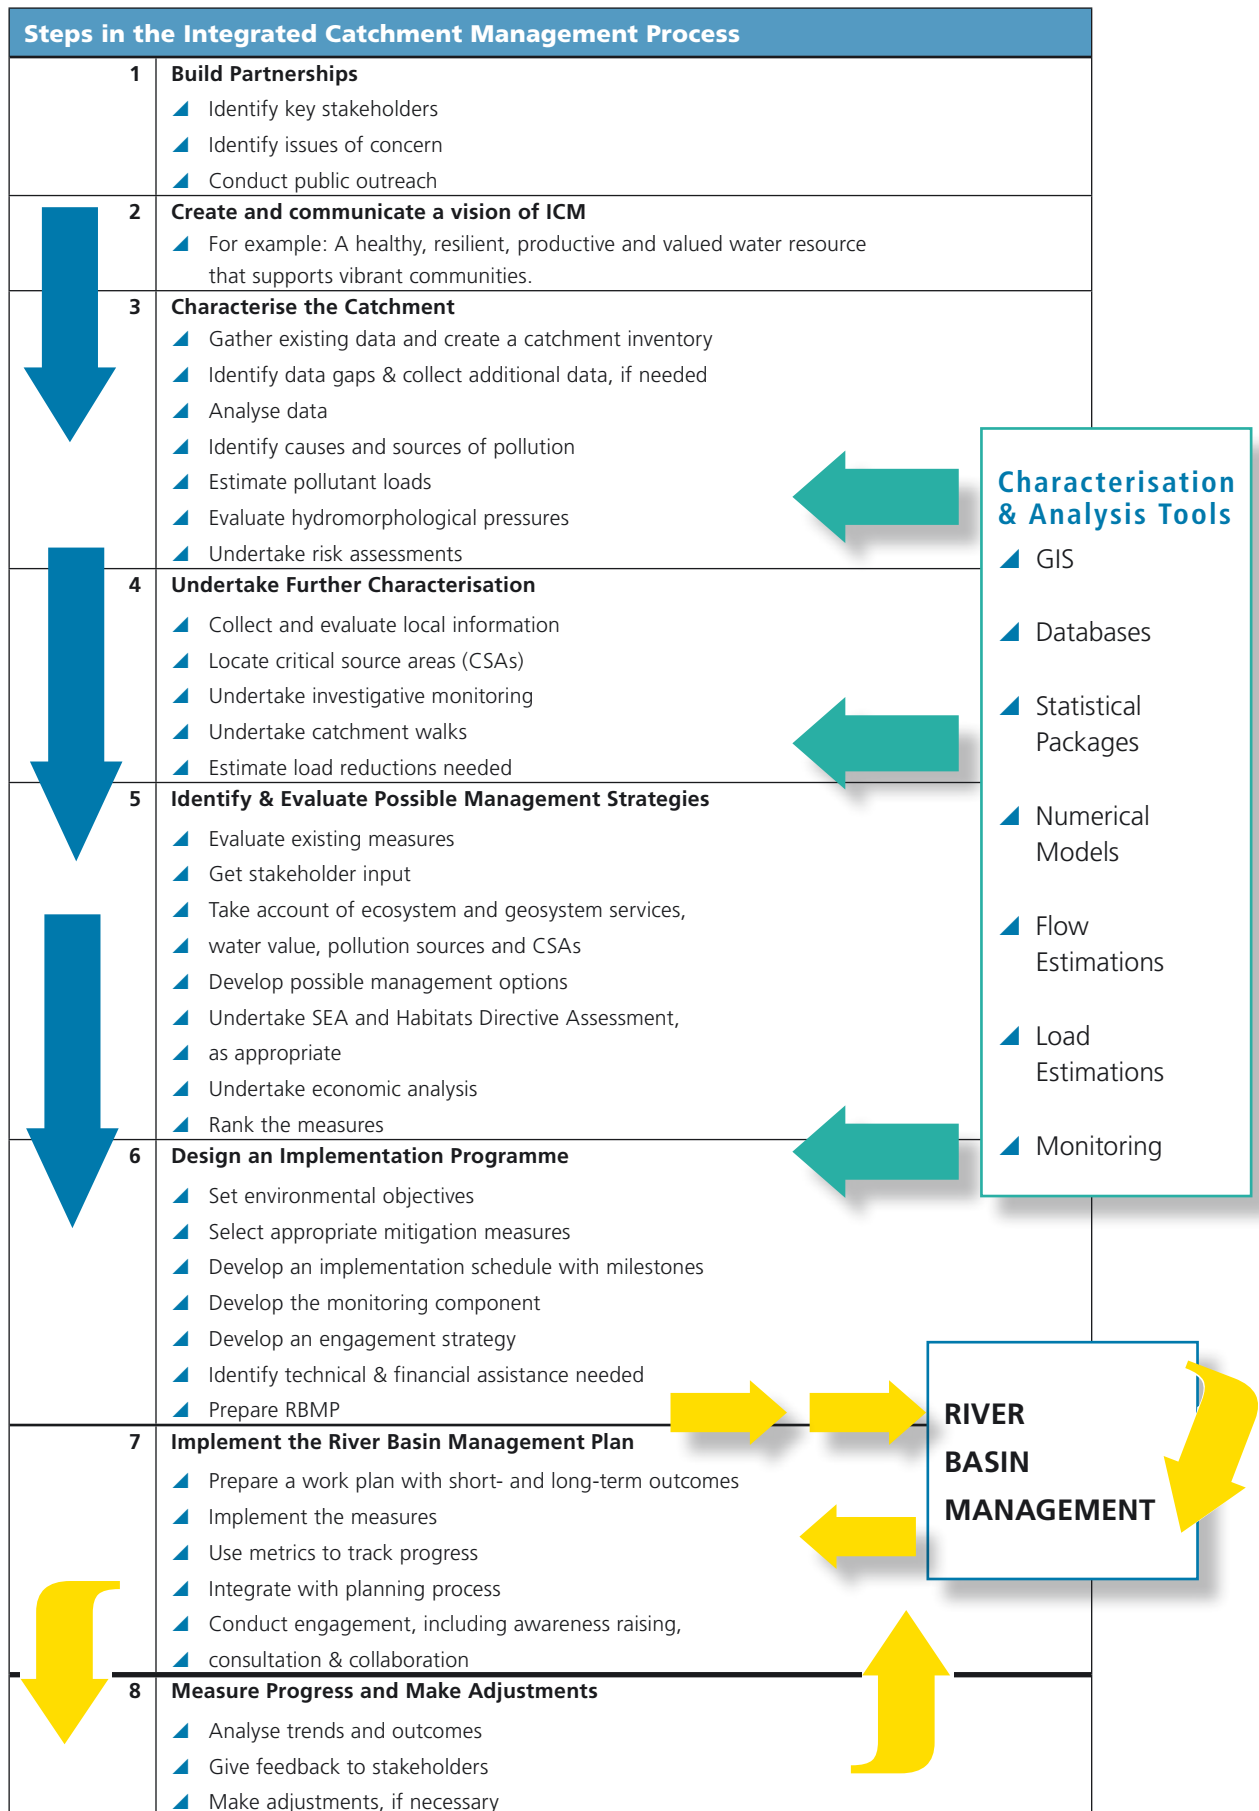 Steps in the Integrated Catchment Management Process
1 Build Partnerships
Identify key stakeholders
Identify issues of concern
Conduct public outreach
2 Create and communicate a vision of ICM
For example: A healthy, resilient, productive and valued water resource
that supports vibrant communities.
3 Characterise the Catchment
Gather existing data and create a catchment inventory
Identify data gaps & collect additional data, if needed
Analyse data
Identify causes and sources of pollution
Estimate pollutant loads
Evaluate hydromorphological pressures
Undertake risk assessments
4 Undertake Further Characterisation
Collect and evaluate local information
Locate critical source areas (CSAs)
Undertake investigative monitoring
Undertake catchment walks
Estimate load reductions needed
5 Identify & Evaluate Possible Management Strategies
Evaluate existing measures
Get stakeholder input
Take account of ecosystem and geosystem services,
water value, pollution sources and CSAs
Develop possible management options
Undertake SEA and Habitats Directive Assessment,
as appropriate
Undertake economic analysis
Rank the measures
6 Design an Implementation Programme
Set environmental objectives
Select appropriate mitigation measures
Develop an implementation schedule with milestones
Develop the monitoring component
Develop an engagement strategy
Identify technical & financial assistance needed
Prepare RBMP
7 Implement the River Basin Management Plan
Prepare a work plan with short- and long-term outcomes
Implement the measures
Use metrics to track progress
Integrate with planning process
Conduct engagement, including awareness raising,
consultation & collaboration
8 Measure Progress and Make Adjustments
Analyse trends and outcomes
Give feedback to stakeholders
Make adjustments, if necessary
Characterisation
& Analysis Tools
GIS
Databases
Statistical
Packages
Numerical
Models
Flow
Estimations
Load
Estimations
Monitoring
RIVER
BASIN
MANAGEMENT